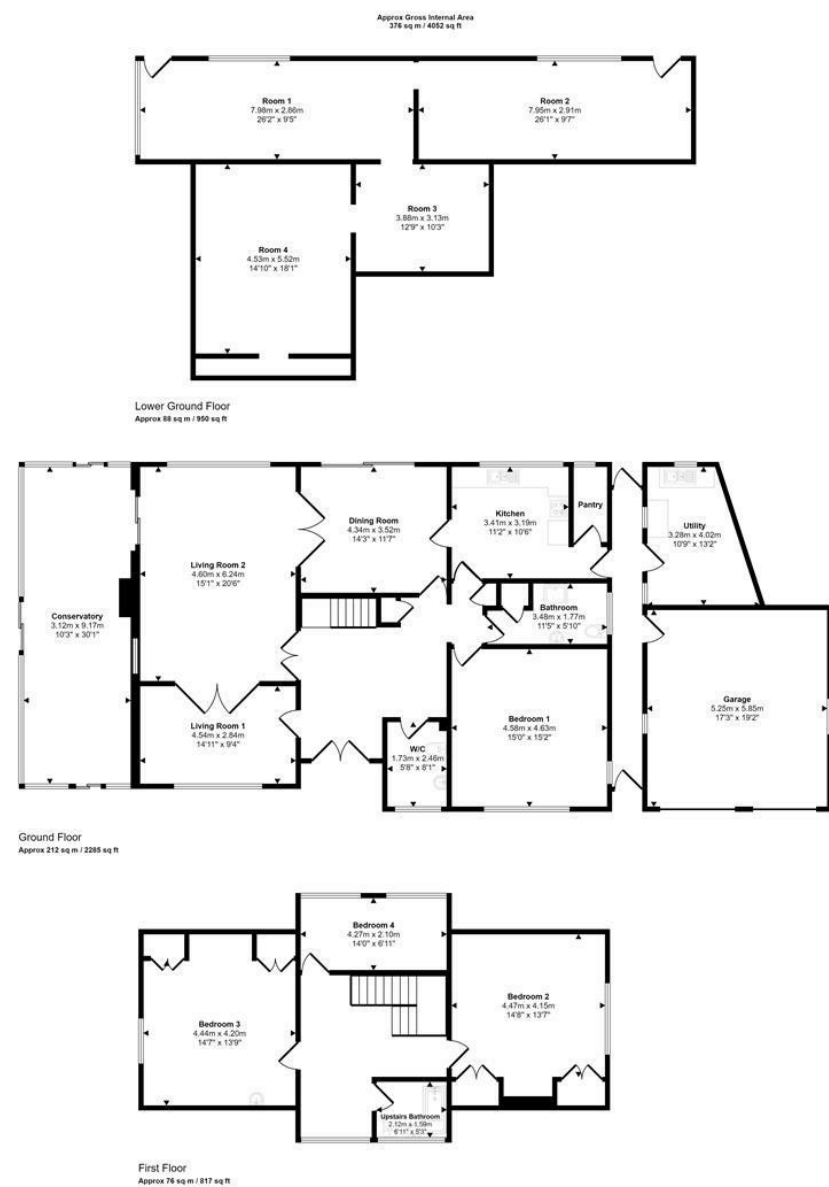 Approx Gross Internal Area
376 sq m / 4052 sq ft
Room 1
7.98m x 2.86m
26'2" x 9'5"
Room 2
7.95m x 2.91m
26'1" x 9'7"
Room 3
3.88m x 3.13m
12'9" x 10'3"
Room 4
4.53m x 5.52m
14'10" x 18'1"
Lower Ground Floor
Approx 88 sq m / 950 sq ft
Conservatory
3.12m x 9.17m
10'3" x 30'1"
Living Room 2
4.60m x 6.24m
15'1" x 20'6"
Dining Room
4.34m x 3.52m
14'3" x 11'7"
Kitchen
3.41m x 3.19m
11'2" x 10'6"
Pantry
Utility
3.28m x 4.02m
10'9" x 13'2"
Bathroom
3.48m x 1.77m
11'5" x 5'10"
Living Room 1
4.54m x 2.84m
14'11" x 9'4"
W/C
1.73m x 2.46m
5'8" x 8'1"
Bedroom 1
4.58m x 4.63m
15'0" x 15'2"
Garage
5.25m x 5.85m
17'3" x 19'2"
Ground Floor
Approx 212 sq m / 2285 sq ft
Bedroom 4
4.27m x 2.10m
14'0" x 6'11"
Bedroom 3
4.44m x 4.20m
14'7" x 13'9"
Bedroom 2
4.47m x 4.15m
14'8" x 13'7"
Upstairs Bathroom
2.12m x 1.59m
6'11" x 5'3"
First Floor
Approx 76 sq m / 817 sq ft